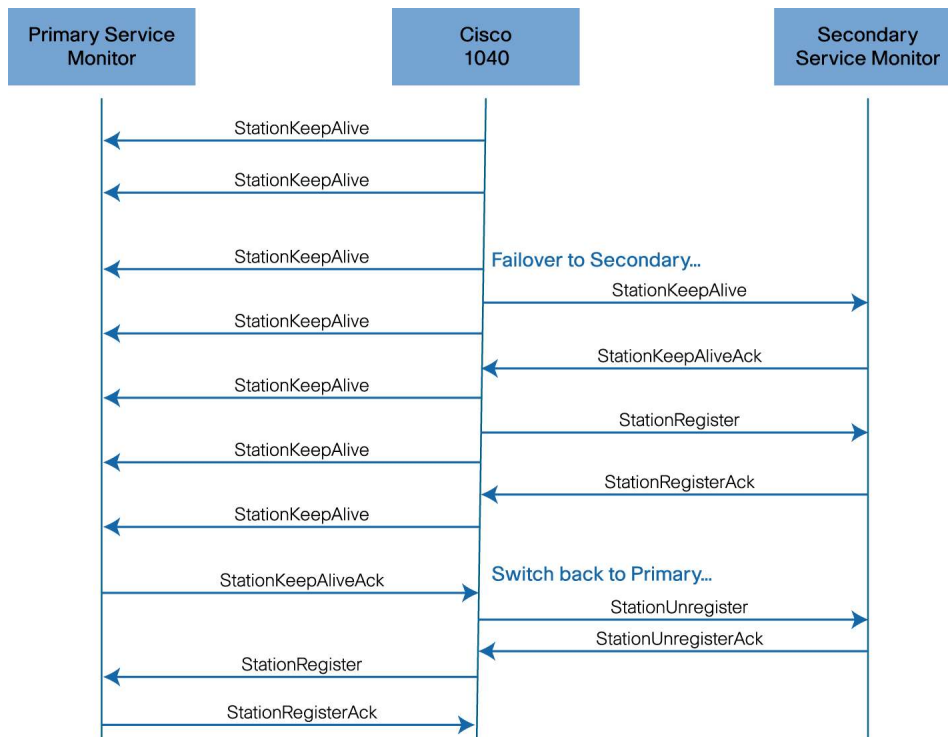 Primary Service
Monitor
Cisco
1040
Secondary
Service Monitor
StationKeepAlive
StationKeepAlive
StationKeepAlive
Failover to Secondary...
StationKeepAlive
StationKeepAlive
StationKeepAliveAck
StationKeepAlive
StationRegister
StationKeepAlive
StationRegisterAck
StationKeepAlive
StationKeepAliveAck
Switch back to Primary...
StationUnregister
StationUnregisterAck
StationRegister
StationRegisterAck